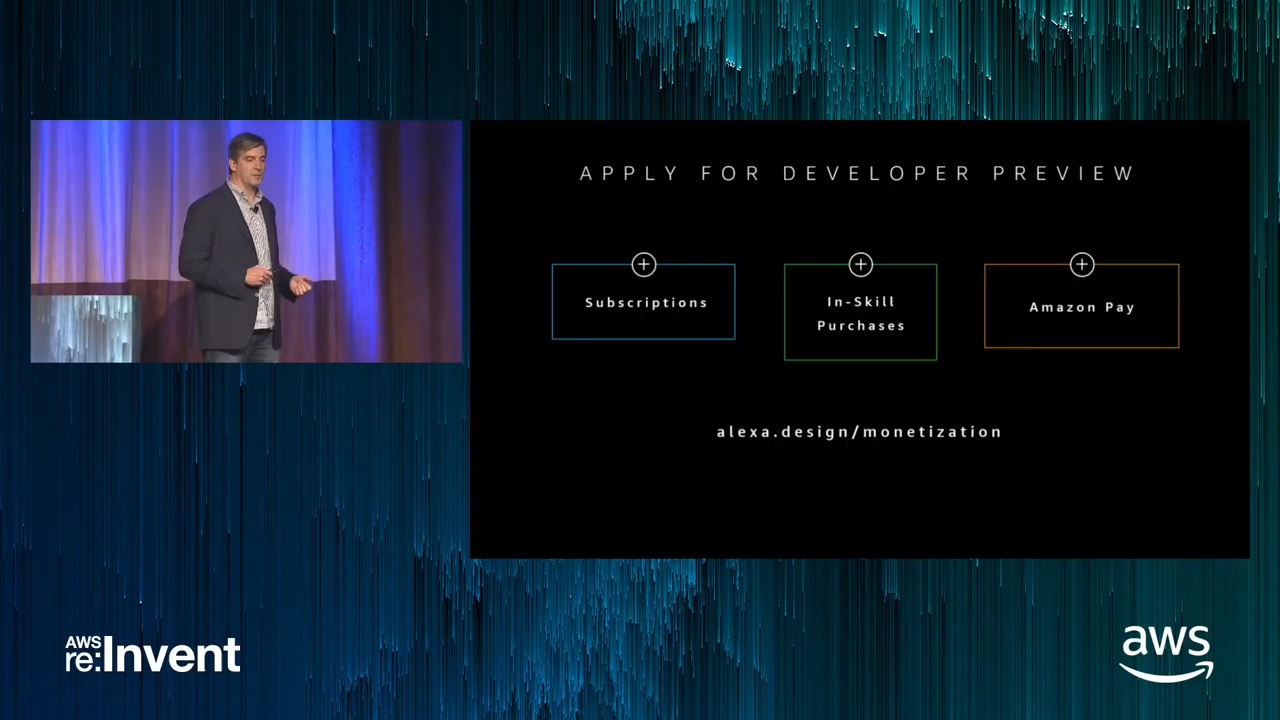 APPLY FOR DEVELOPER PREVIEW
Subscriptions
In-Skill
Purchases
Amazon Pay
alexa.design/monetization
AWS
re:Invent
aws